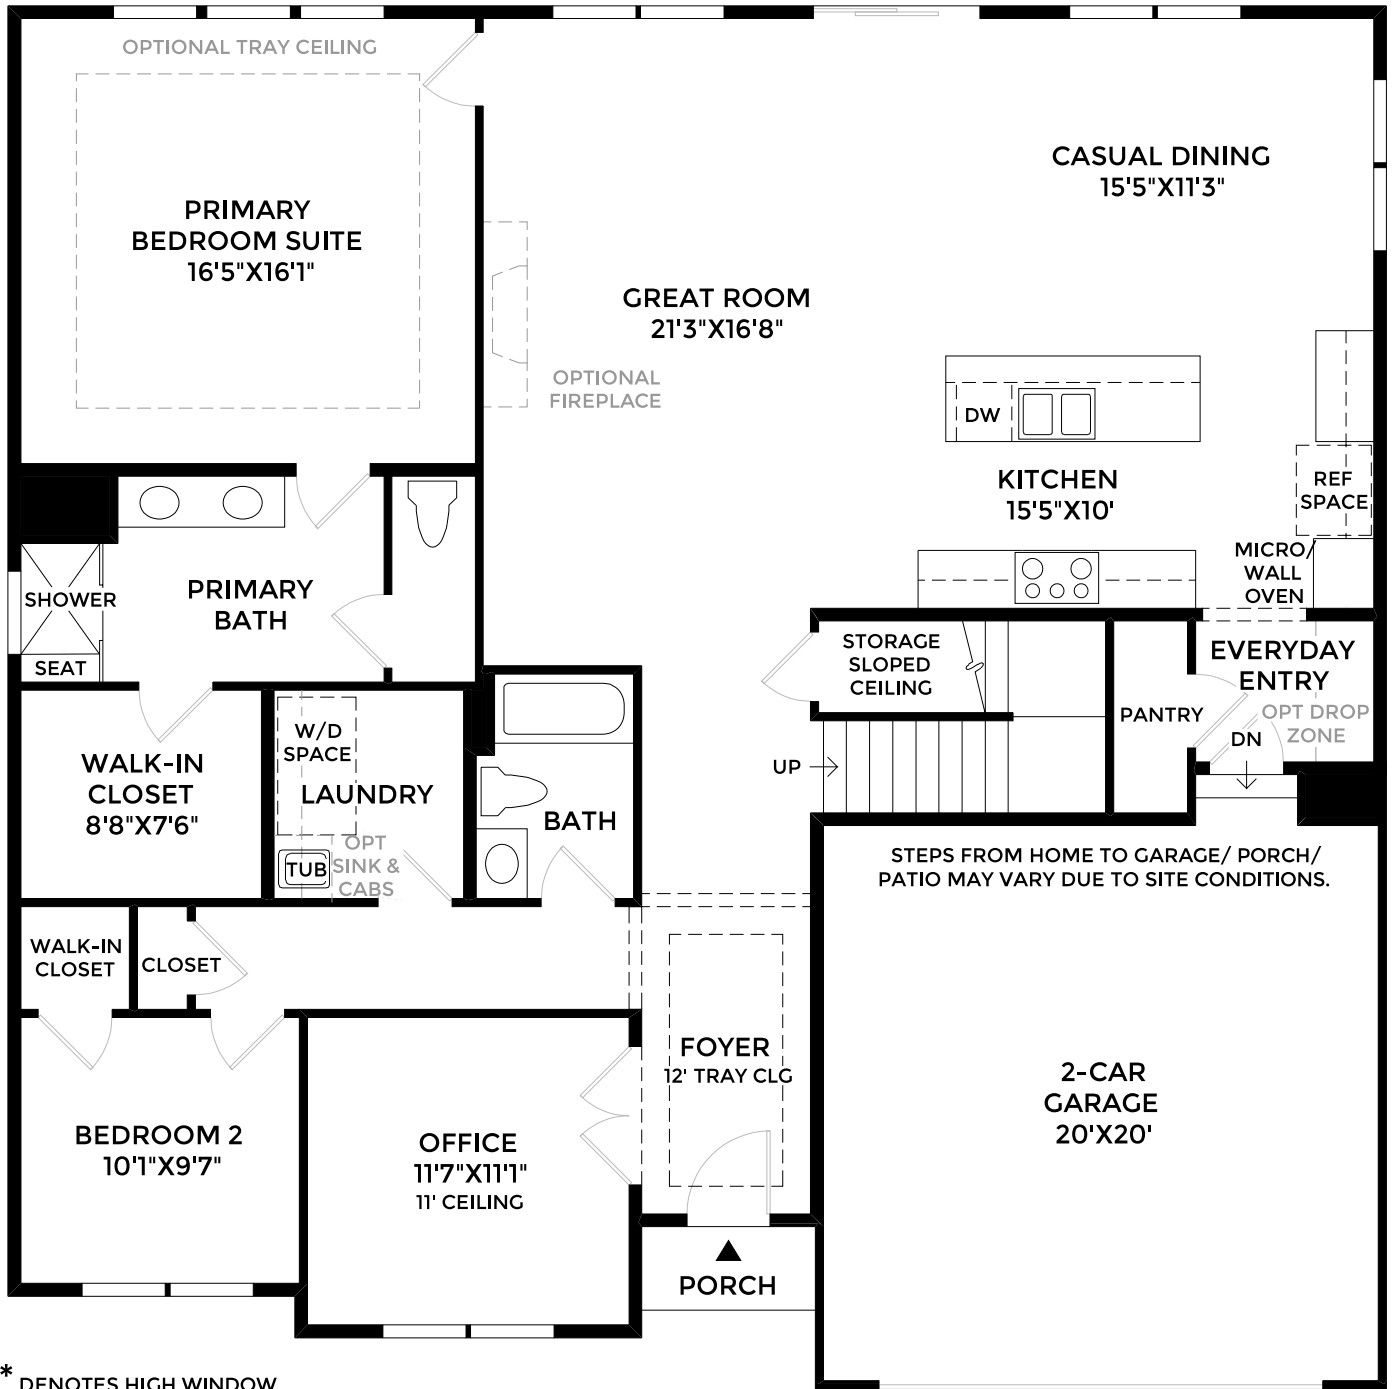 OPTIONAL TRAY CEILING
PRIMARY
BEDROOM SUITE
16'5"X16'1"
CASUAL DINING
15'5"X11'3"
GREAT ROOM
21'3"X16'8"
OPTIONAL
FIREPLACE
DW
KITCHEN
15'5"X10'
REF
SPACE
MICRO/
WALL
OVEN
SHOWER
SEAT
PRIMARY
BATH
STORAGE
SLOPED
CEILING
EVERYDAY
ENTRY
OPT DROP
ZONE
PANTRY
DN
UP
WALK-IN
CLOSET
8'8"X7'6"
W/D
SPACE
LAUNDRY
OPT
SINK &
CABS
TUB
BATH
STEPS FROM HOME TO GARAGE/ PORCH/
PATIO MAY VARY DUE TO SITE CONDITIONS.
WALK-IN
CLOSET
CLOSET
FOYER
12' TRAY CLG
BEDROOM 2
10'1"X9'7"
OFFICE
11'7"X11'1"
11' CEILING
2-CAR
GARAGE
20'X20'
PORCH
* DENOTES HIGH WINDOW